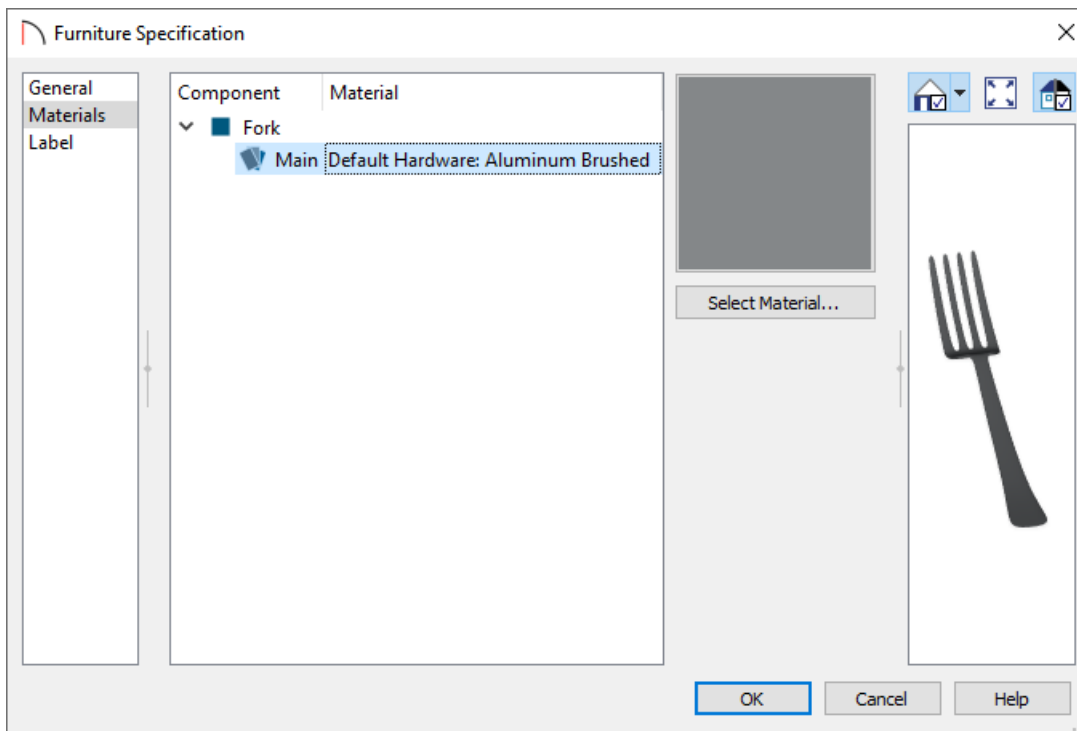 Furniture Specification
General
Materials
Label
Component Material
Fork
Main Default Hardware: Aluminum Brushed
Select Material...
OK Cancel Help